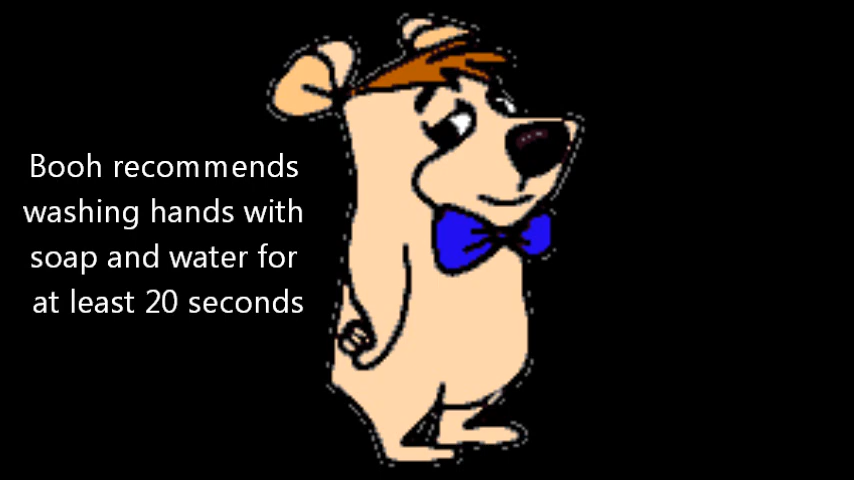 Booh recommends
washing hands with
soap and water for
at least 20 seconds